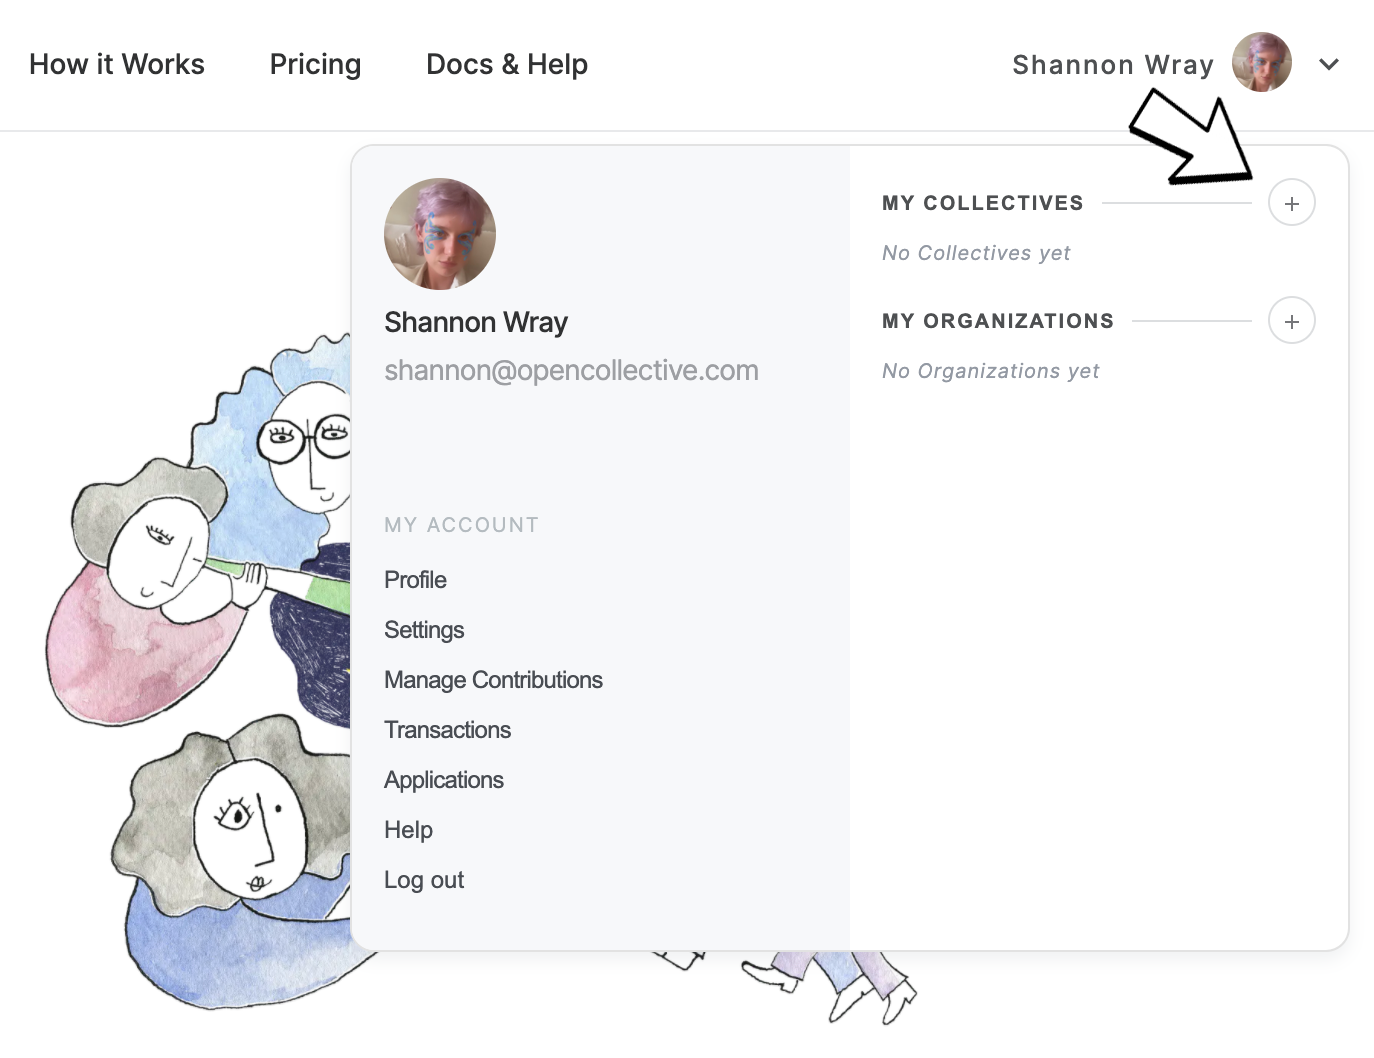 How it Works
Pricing
Docs & Help
Shannon Wray
Shannon Wray
shannon@opencollective.com
MY ACCOUNT
Profile
Settings
Manage Contributions
Transactions
Applications
Help
Log out
MY COLLECTIVES
No Collectives yet
MY ORGANIZATIONS
No Organizations yet